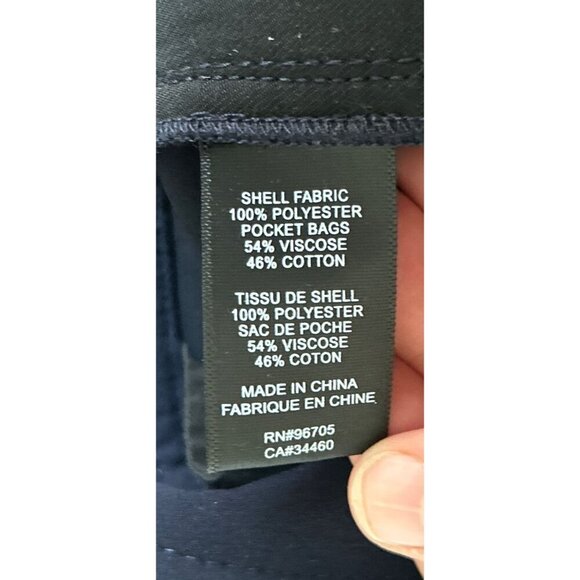 SHELL FABRIC
100% POLYESTER
POCKET BAGS
54% VISCOSE
46% COTTON
TISSU DE SHELL
100% POLYESTER
SAC DE POCHE
54% VISCOSE
46% COTON
MADE IN CHINA
FABRIQUE EN CHINE
RN#96705
CA#34460